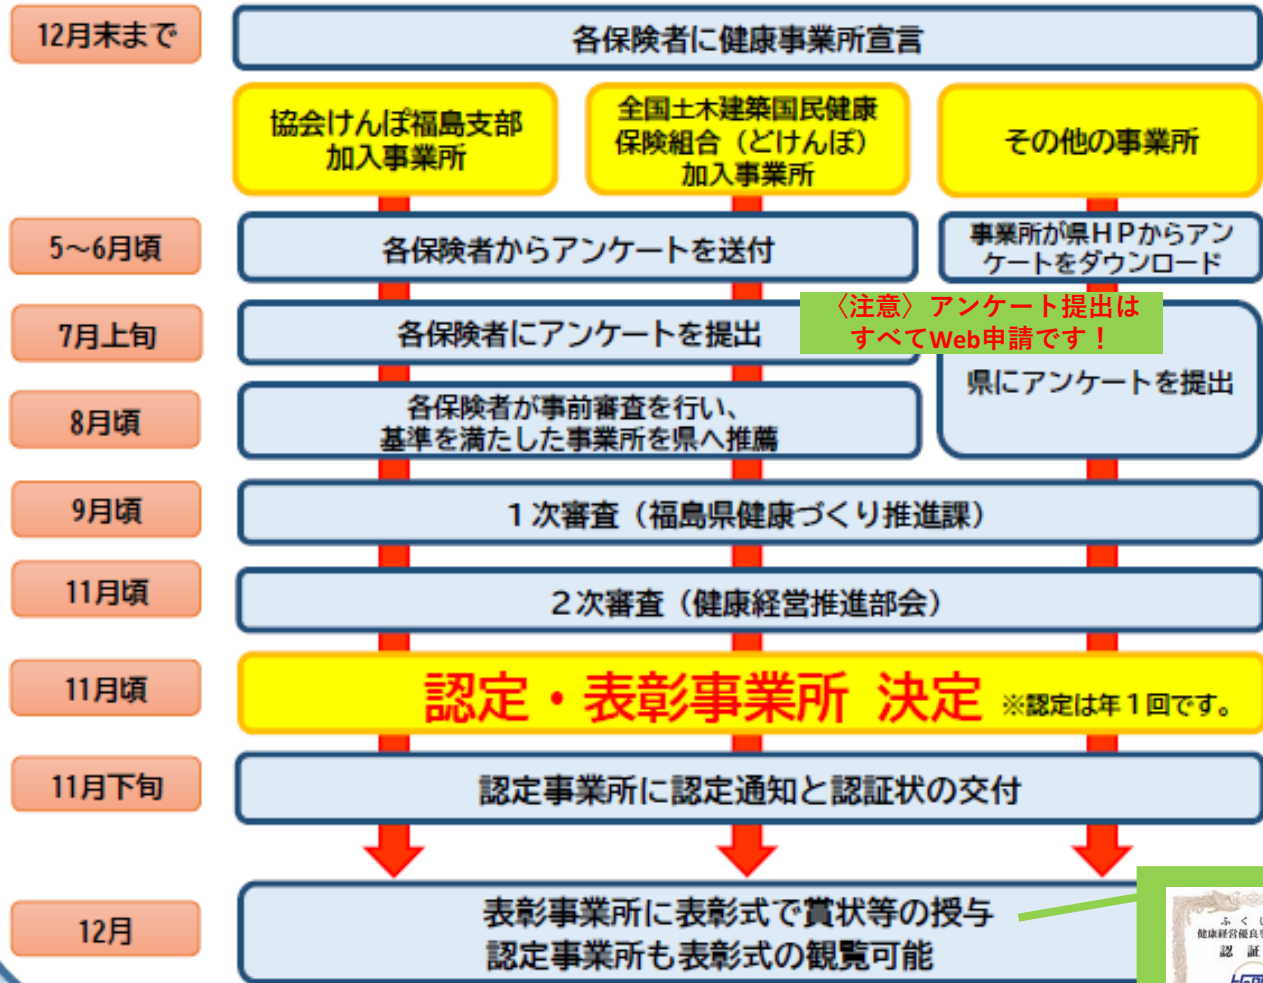 12月末まで
各保険者に健康事業所宣言
協会けんぽ福島支部
加入事業所
全国土木建築国民健康
保険組合（どけんぽ）
加入事業所
その他の事業所
5～6月頃
各保険者からアンケートを送付
事業所が県ＨＰからアン
ケートをダウンロード
7月上旬
各保険者にアンケートを提出
〈注意〉アンケート提出は
すべてWeb申請です！
県にアンケートを提出
8月頃
各保険者が事前審査を行い、
基準を満たした事業所を県へ推薦
9月頃
１次審査（福島県健康づくり推進課）
11月頃
２次審査（健康経営推進部会）
11月頃
認定・表彰事業所 決定 ※認定は年１回です。
11月下旬
認定事業所に認定通知と認証状の交付
12月
表彰事業所に表彰式で賞状等の授与
認定事業所も表彰式の観覧可能
ふくし
健康経営優良
認証